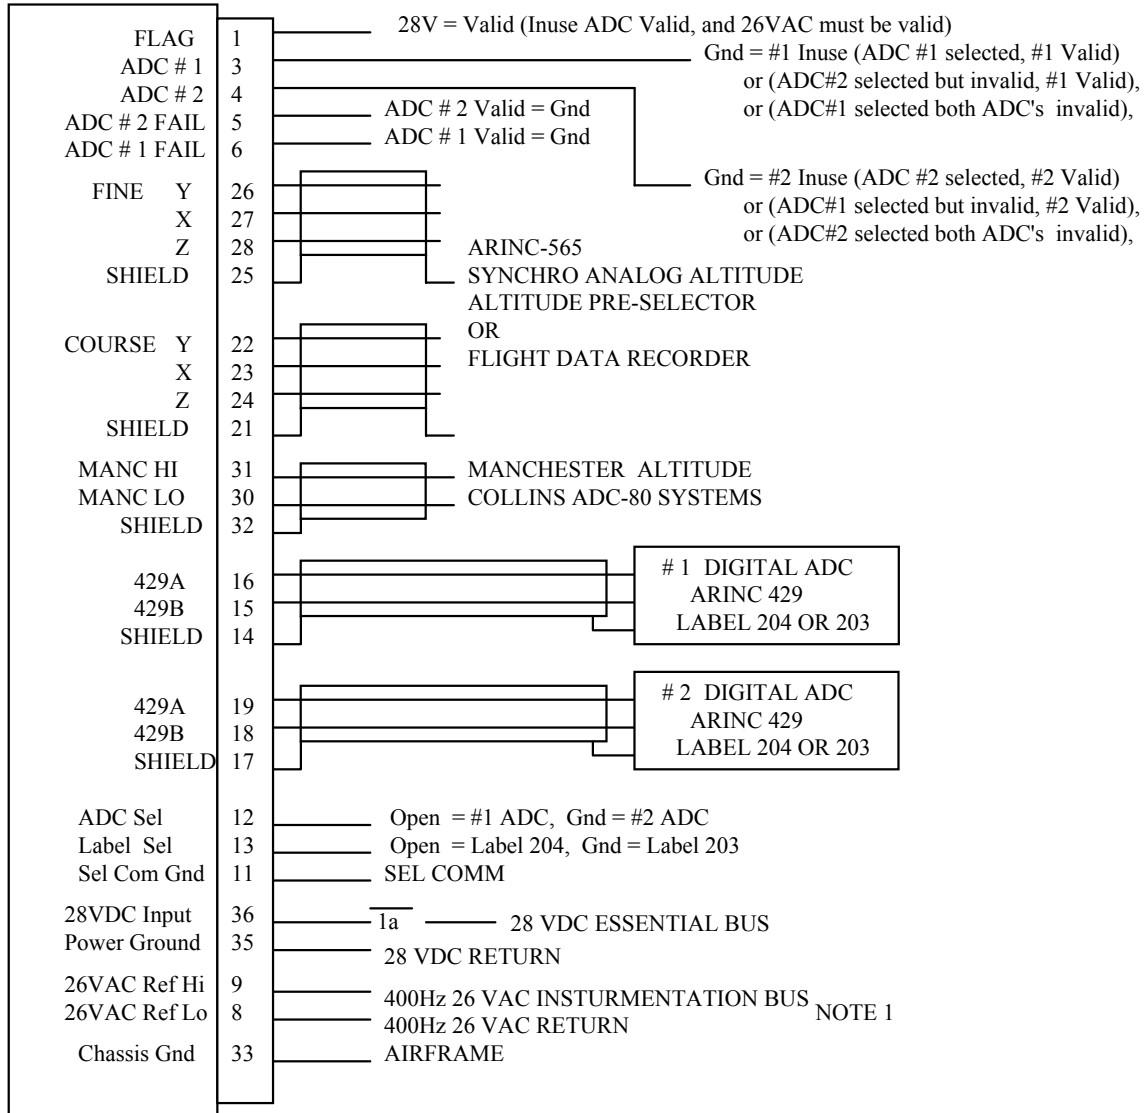 FLAG 1 28V = Valid (Inuse ADC Valid, and 26VAC must be valid)
ADC # 1 3 Gnd = #1 Inuse (ADC #1 selected, #1 Valid)
or (ADC#2 selected but invalid, #1 Valid),
or (ADC#1 selected both ADC's invalid),
ADC # 2 4
ADC # 2 FAIL 5 ADC # 2 Valid = Gnd
ADC # 1 FAIL 6 ADC # 1 Valid = Gnd
Gnd = #2 Inuse (ADC #2 selected, #2 Valid)
or (ADC#1 selected but invalid, #2 Valid),
or (ADC#2 selected both ADC's invalid),
FINE Y 26
X 27
Z 28
SHIELD 25
ARINC-565
SYNCHRO ANALOG ALTITUDE
ALTITUDE PRE-SELECTOR
OR
FLIGHT DATA RECORDER
COURSE Y 22
X 23
Z 24
SHIELD 21
MANC HI 31 MANCHESTER ALTITUDE
MANC LO 30 COLLINS ADC-80 SYSTEMS
SHIELD 32
429A 16
429B 15
SHIELD 14
# 1 DIGITAL ADC
ARINC 429
LABEL 204 OR 203
429A 19
429B 18
SHIELD 17
# 2 DIGITAL ADC
ARINC 429
LABEL 204 OR 203
ADC Sel 12 Open = #1 ADC, Gnd = #2 ADC
Label Sel 13 Open = Label 204, Gnd = Label 203
Sel Com Gnd 11 SEL COMM
28VDC Input 36 1a 28 VDC ESSENTIAL BUS
Power Ground 35 28 VDC RETURN
26VAC Ref Hi 9 400Hz 26 VAC INSTURMENTATION BUS NOTE 1
26VAC Ref Lo 8 400Hz 26 VAC RETURN
Chassis Gnd 33 AIRFRAME